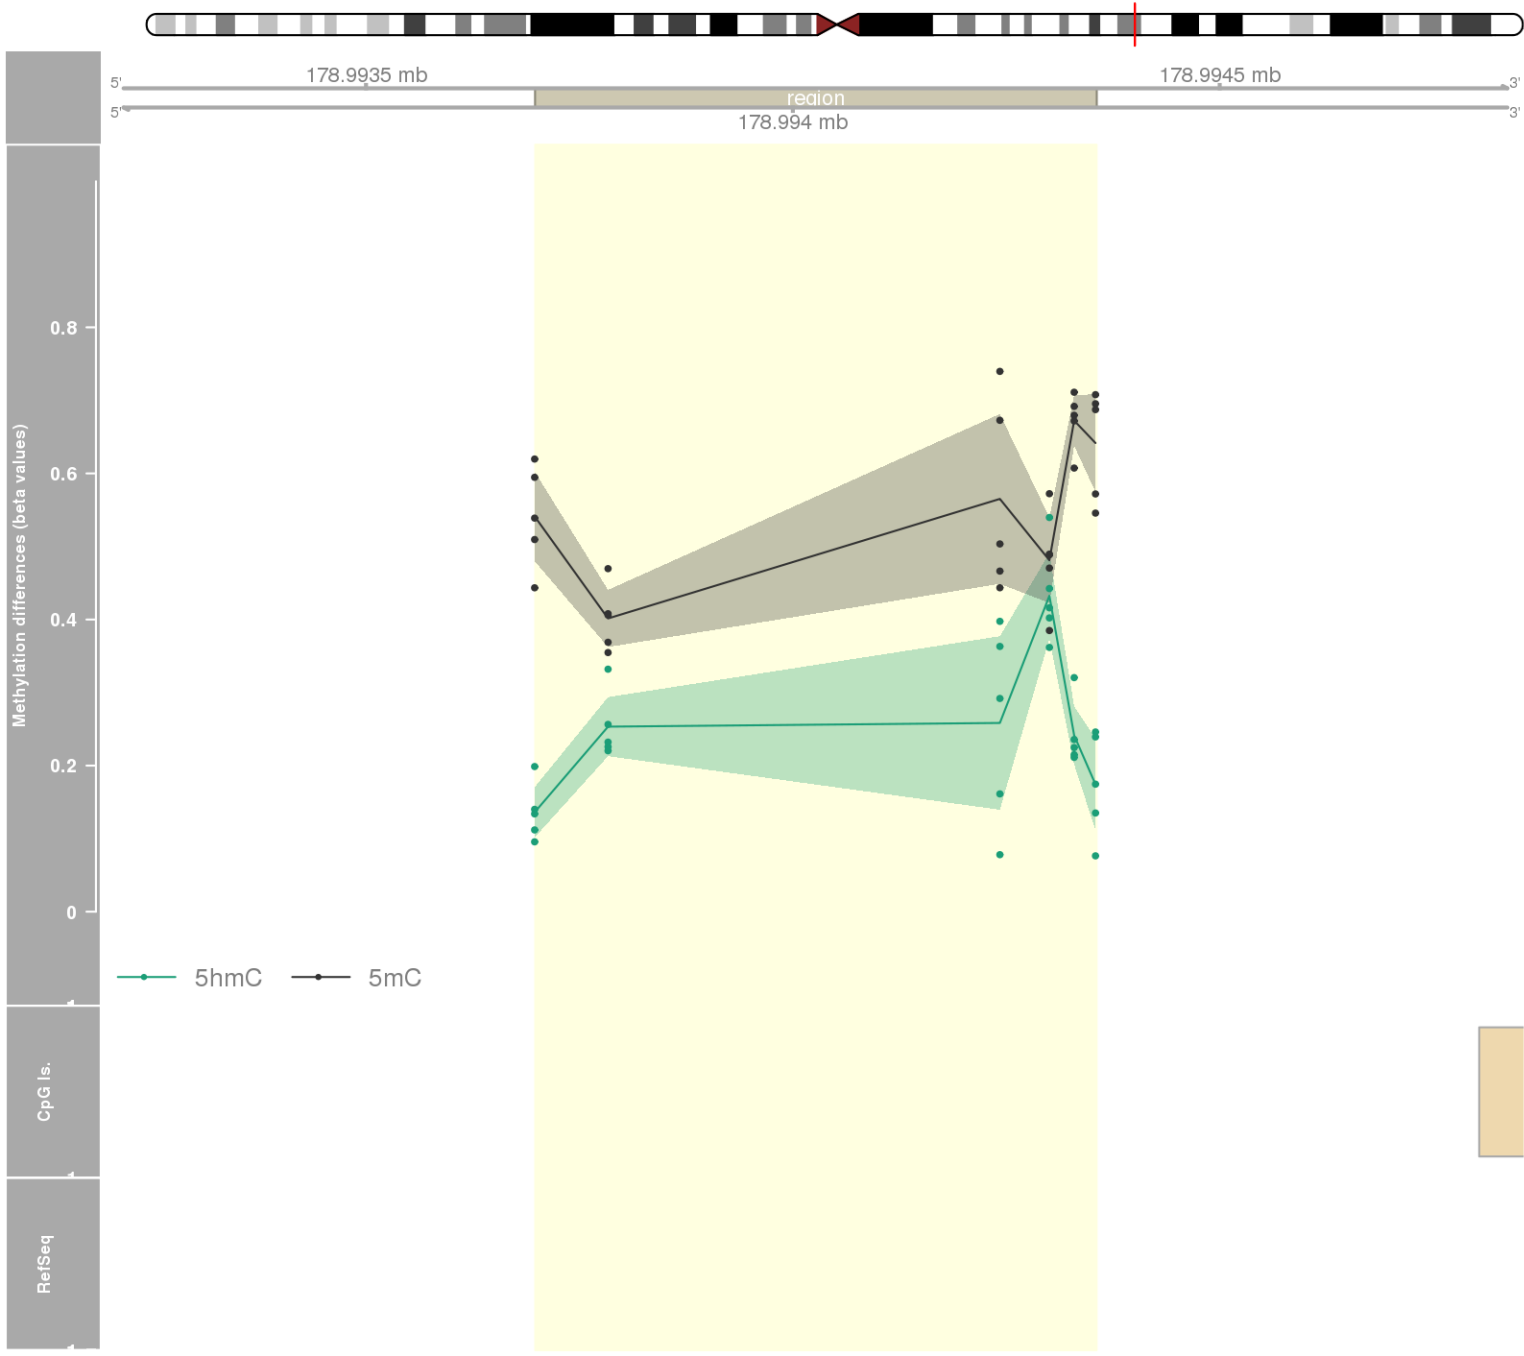 5'
178.9935 mb
178.9945 mb
3'
region
5'
178.994 mb
3'
Methylation differences (beta values)
0.8
0.6
0.4
0.2
0
5hmC
5mC
CpG Is.
RefSeq